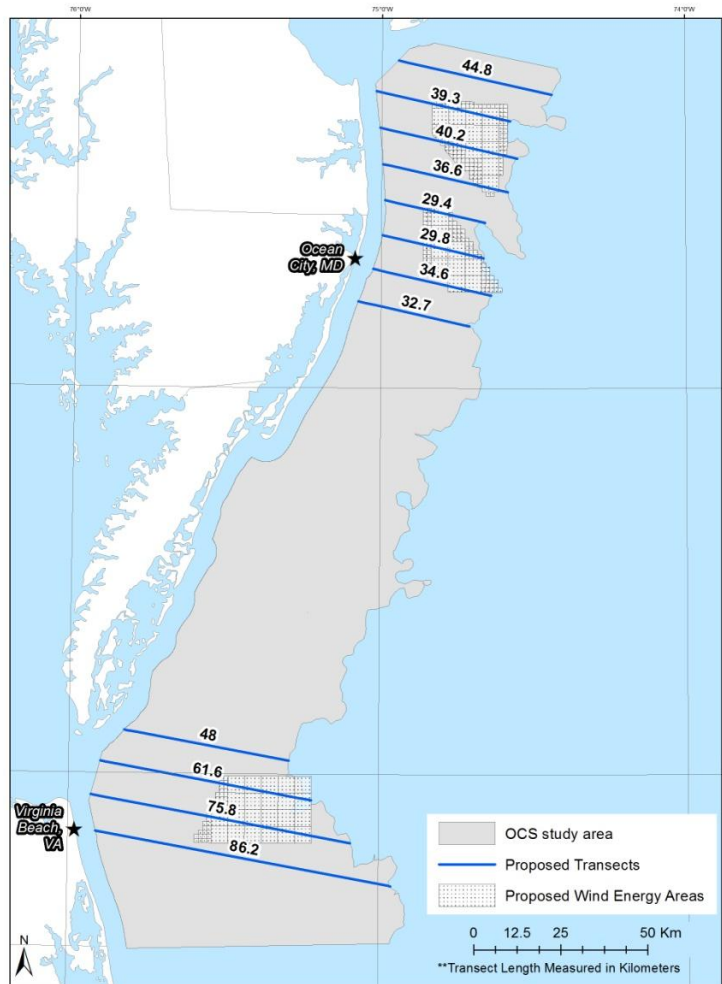 76°0'W
75°0'W
74°0'W
44.8
39.3
40.2
36.6
29.4
29.8
34.6
32.7
Ocean
City, MD
48
61.6
75.8
86.2
Virginia
Beach,
VA
OCS study area
Proposed Transects
Proposed Wind Energy Areas
0 12.5 25 50 Km
**Transect Length Measured in Kilometers
N